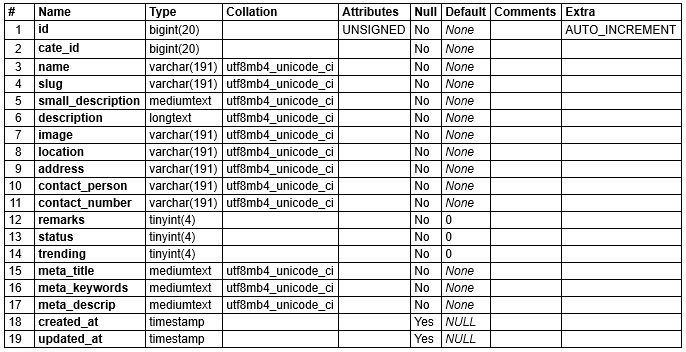 # Name Type Collation Attributes Null Default Comments Extra
1 id bigint(20) UNSIGNED No None AUTO_INCREMENT
2 cate_id bigint(20) No None
3 name varchar(191) utf8mb4_unicode_ci No None
4 slug varchar(191) utf8mb4_unicode_ci No None
5 small_description mediumtext utf8mb4_unicode_ci No None
6 description longtext utf8mb4_unicode_ci No None
7 image varchar(191) utf8mb4_unicode_ci No None
8 location varchar(191) utf8mb4_unicode_ci No None
9 address varchar(191) utf8mb4_unicode_ci No None
10 contact_person varchar(191) utf8mb4_unicode_ci No None
11 contact_number varchar(191) utf8mb4_unicode_ci No None
12 remarks tinyint(4) No 0
13 status tinyint(4) No 0
14 trending tinyint(4) No 0
15 meta_title mediumtext utf8mb4_unicode_ci No None
16 meta_keywords mediumtext utf8mb4_unicode_ci No None
17 meta_descrip mediumtext utf8mb4_unicode_ci No None
18 created_at timestamp Yes NULL
19 updated_at timestamp Yes NULL